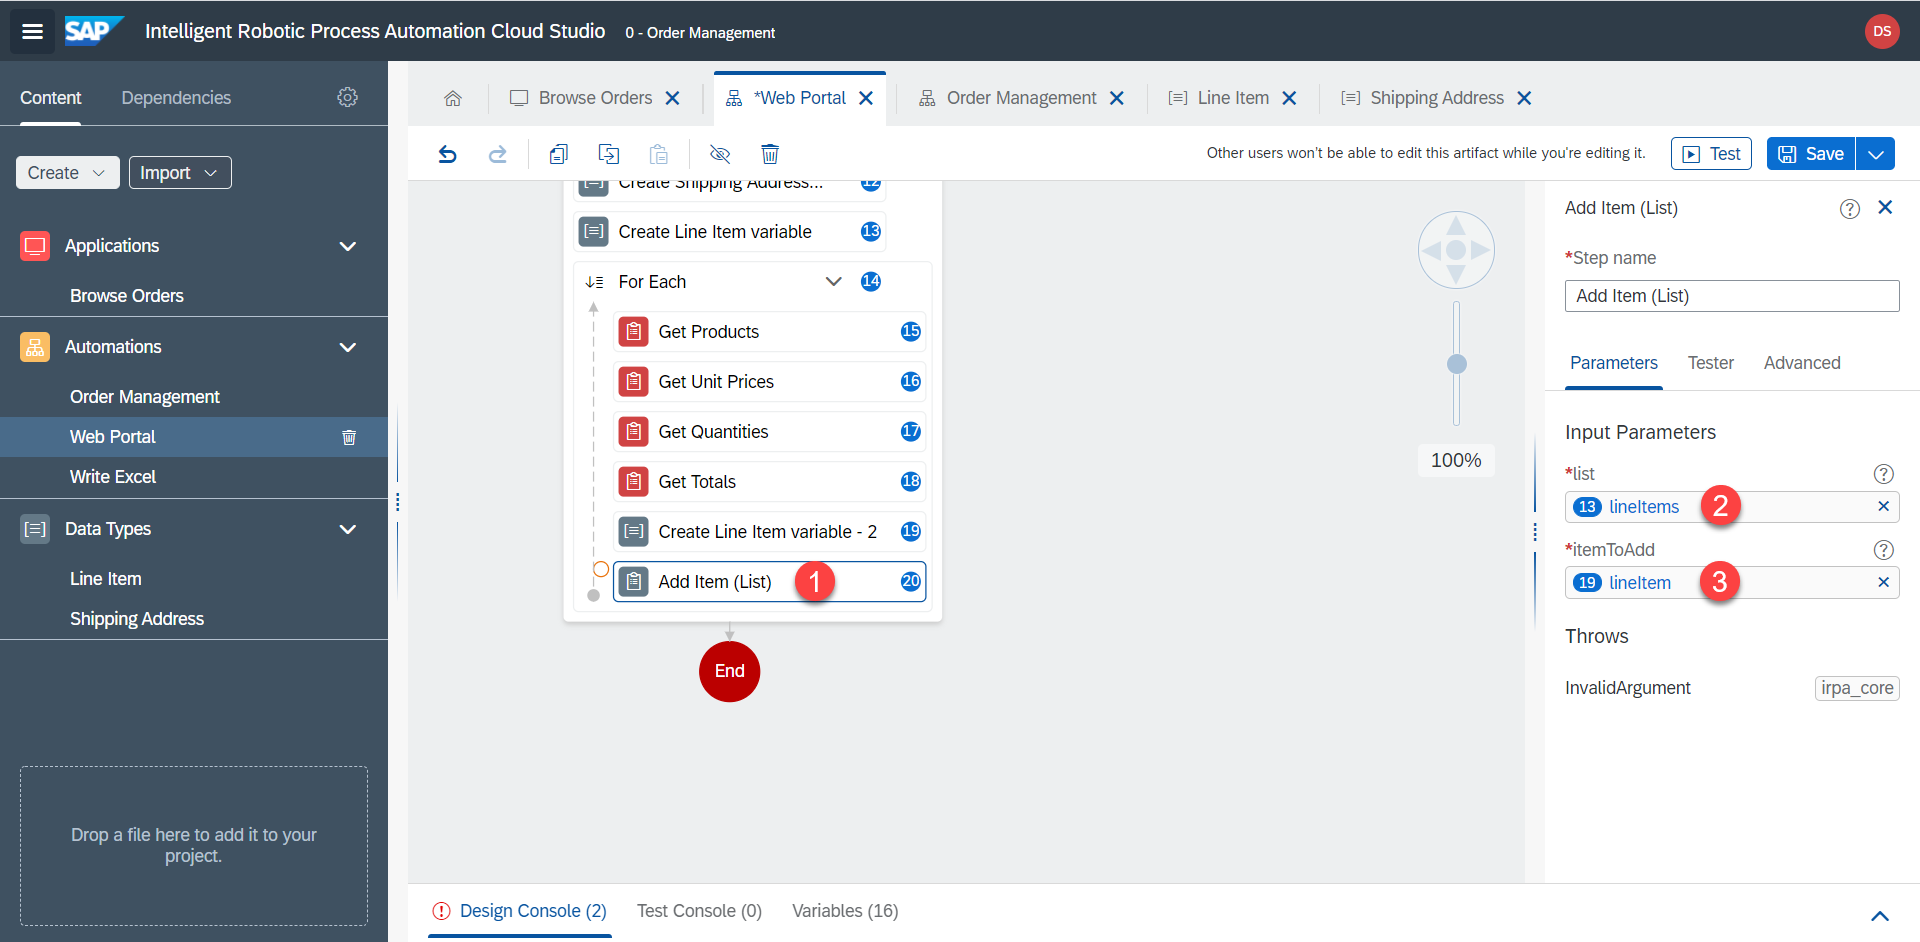 SAP Intelligent Robotic Process Automation Cloud Studio 0 - Order Management DS
Content Dependencies
Create Import
Applications
Browse Orders
Automations
Order Management
Web Portal
Write Excel
Data Types
Line Item
Shipping Address
Drop a file here to add it to your
project.
Browse Orders *Web Portal Order Management Line Item Shipping Address
Other users won't be able to edit this artifact while you're editing it. Test Save
Create Shipping Address... 12
Create Line Item variable 13
For Each 14
Get Products 15
Get Unit Prices 16
Get Quantities 17
Get Totals 18
Create Line Item variable - 2 19
Add Item (List) 1 20
End
100%
Add Item (List) ?
*Step name
Add Item (List)
Parameters Tester Advanced
Input Parameters
*list ?
13 lineItems 2
*itemToAdd ?
19 lineItem 3
Throws
InvalidArgument irpa_core
Design Console (2) Test Console (0) Variables (16)